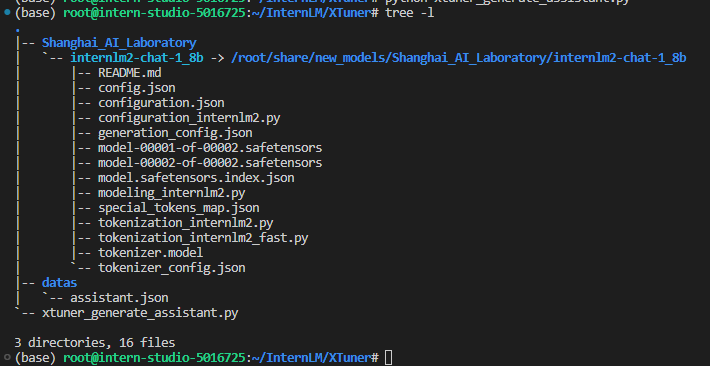 (base) root@intern-studio-5016725:~/InternLM/XTuner# python xtuner_generate_assistant.py
(base) root@intern-studio-5016725:~/InternLM/XTuner# tree -l
.
|-- Shanghai_AI_Laboratory
|   `-- internlm2-chat-1_8b -> /root/share/new_models/Shanghai_AI_Laboratory/internlm2-chat-1_8b
|       |-- README.md
|       |-- config.json
|       |-- configuration.json
|       |-- configuration_internlm2.py
|       |-- generation_config.json
|       |-- model-00001-of-00002.safetensors
|       |-- model-00002-of-00002.safetensors
|       |-- model.safetensors.index.json
|       |-- modeling_internlm2.py
|       |-- special_tokens_map.json
|       |-- tokenization_internlm2.py
|       |-- tokenization_internlm2_fast.py
|       |-- tokenizer.model
|       `-- tokenizer_config.json
|-- datas
|   `-- assistant.json
`-- xtuner_generate_assistant.py

3 directories, 16 files
(base) root@intern-studio-5016725:~/InternLM/XTuner#